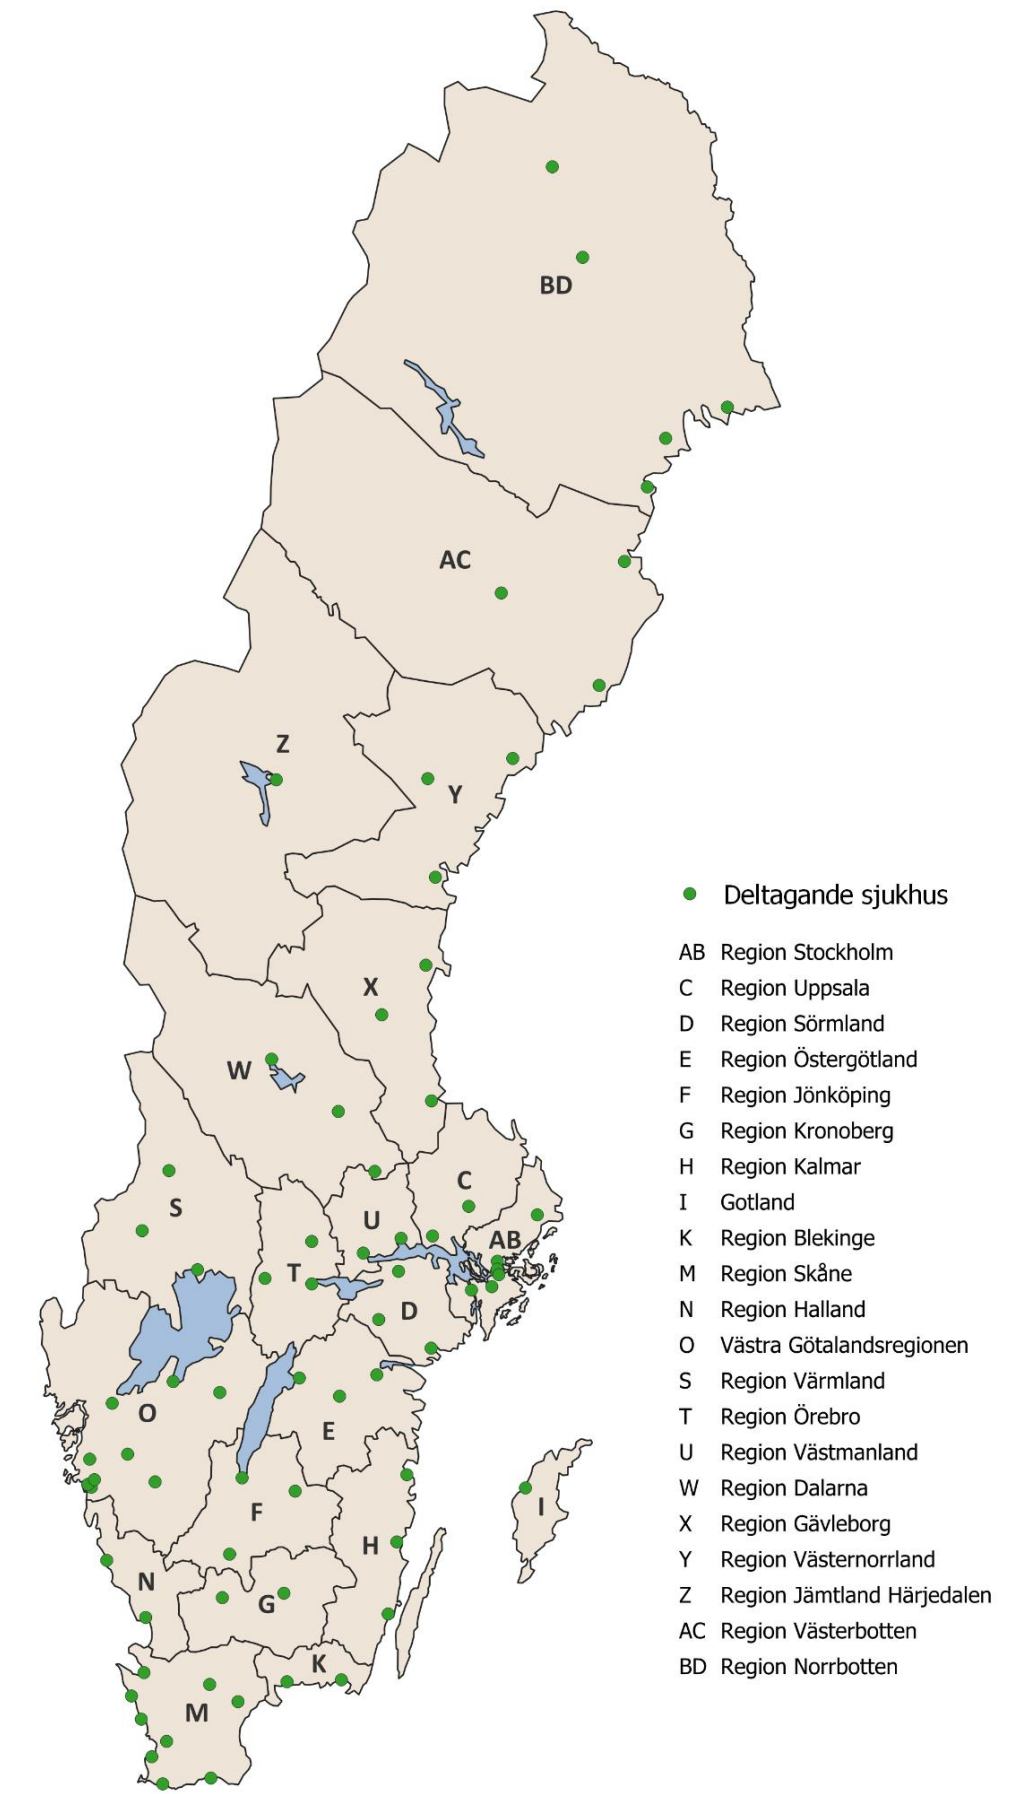 BD
AC
Z
Y
Deltagande sjukhus
AB Region Stockholm
C Region Uppsala
D Region Sörmland
E Region Östergötland
F Region Jönköping
G Region Kronoberg
H Region Kalmar
I Gotland
K Region Blekinge
M Region Skåne
N Region Halland
O Västra Götalandsregionen
S Region Värmland
T Region Örebro
U Region Västmanland
W Region Dalarna
X Region Gävleborg
Y Region Västernorrland
Z Region Jämtland Härjedalen
AC Region Västerbotten
BD Region Norrbotten
X
W
C
S
U
AB
T
D
O
E
I
F
H
N
G
K
M